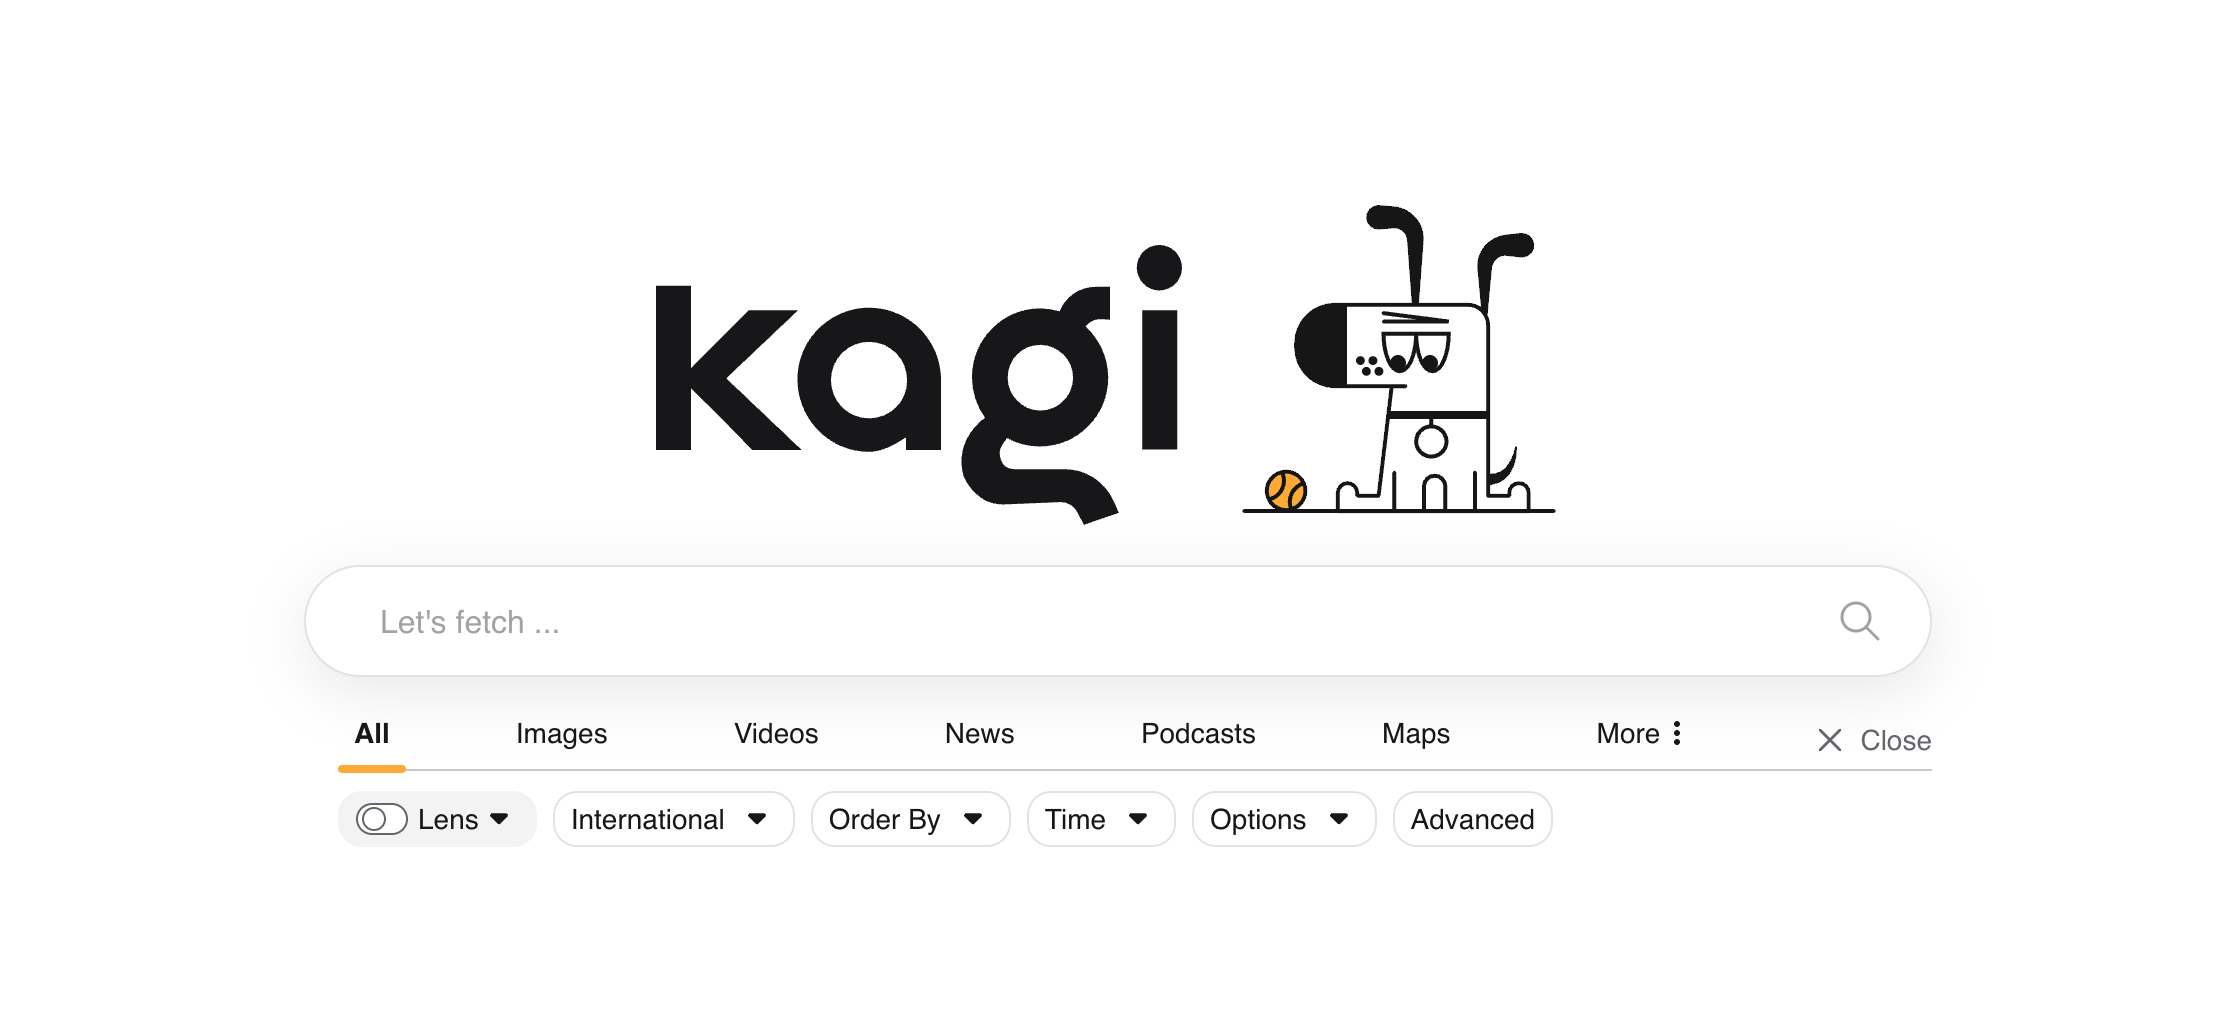 kagi
Let's fetch ...
All Images Videos News Podcasts Maps More Close
Lens International Order By Time Options Advanced